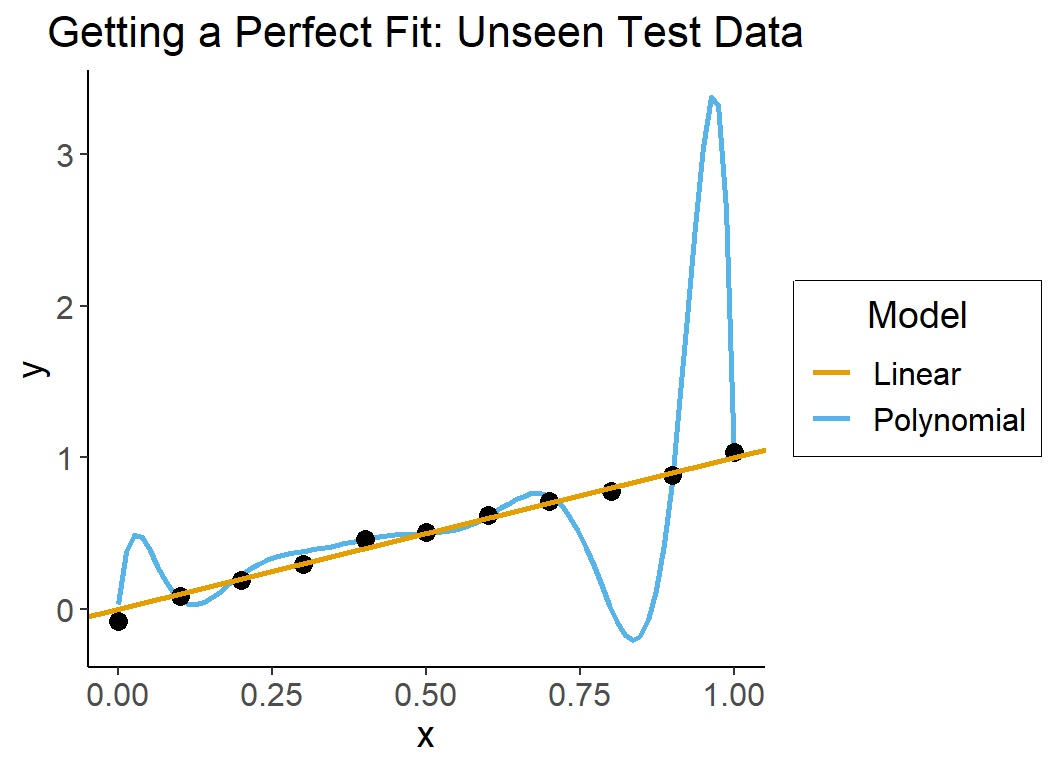 Getting a Perfect Fit: Unseen Test Data
3
2
1
0
y
0.00 0.25 0.50 0.75 1.00
x
Model
Linear
Polynomial